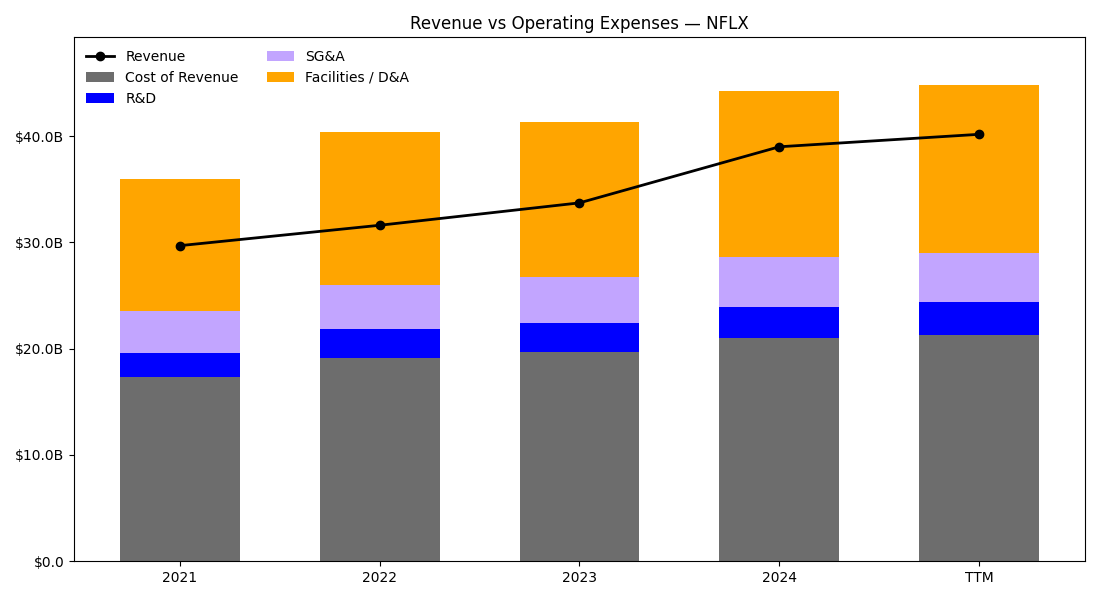 Revenue vs Operating Expenses — NFLX
Revenue
Cost of Revenue
R&D
SG&A
Facilities / D&A
$40.0B
$30.0B
$20.0B
$10.0B
$0.0
2021
2022
2023
2024
TTM